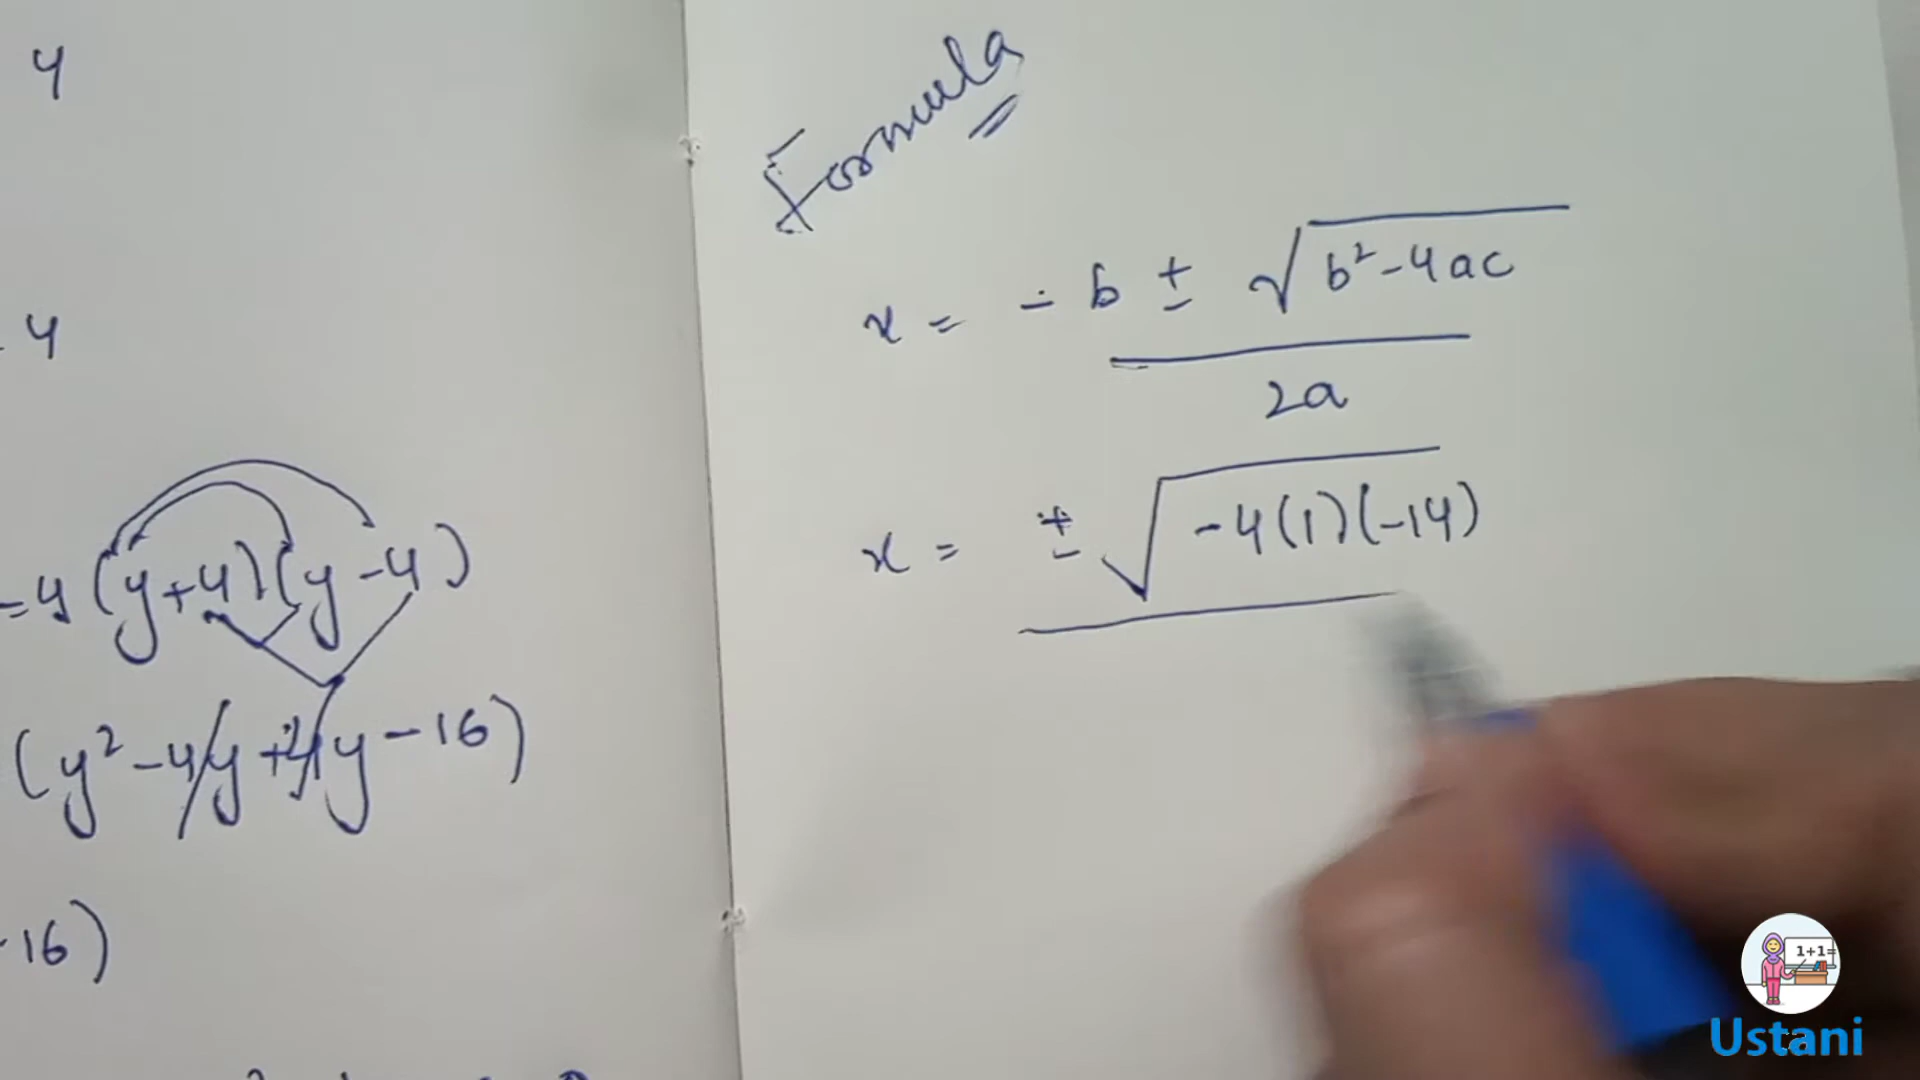 4
- 4
= 4 (y+4)(y-4)
(y² - 4y + 4y - 16)
-16)
Formula
x = - b ± √b²-4ac
2a
x = ± √-4(1)(-14)
1+1=
Ustani